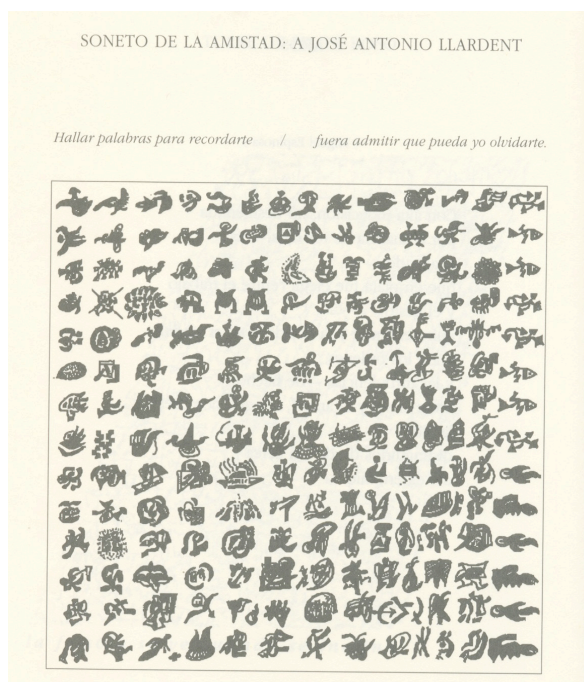 SONETO DE LA AMISTAD: A JOSÉ ANTONIO LLARDENT
Hallar palabras para recordarte / fuera admitir que pueda yo olvidarte.